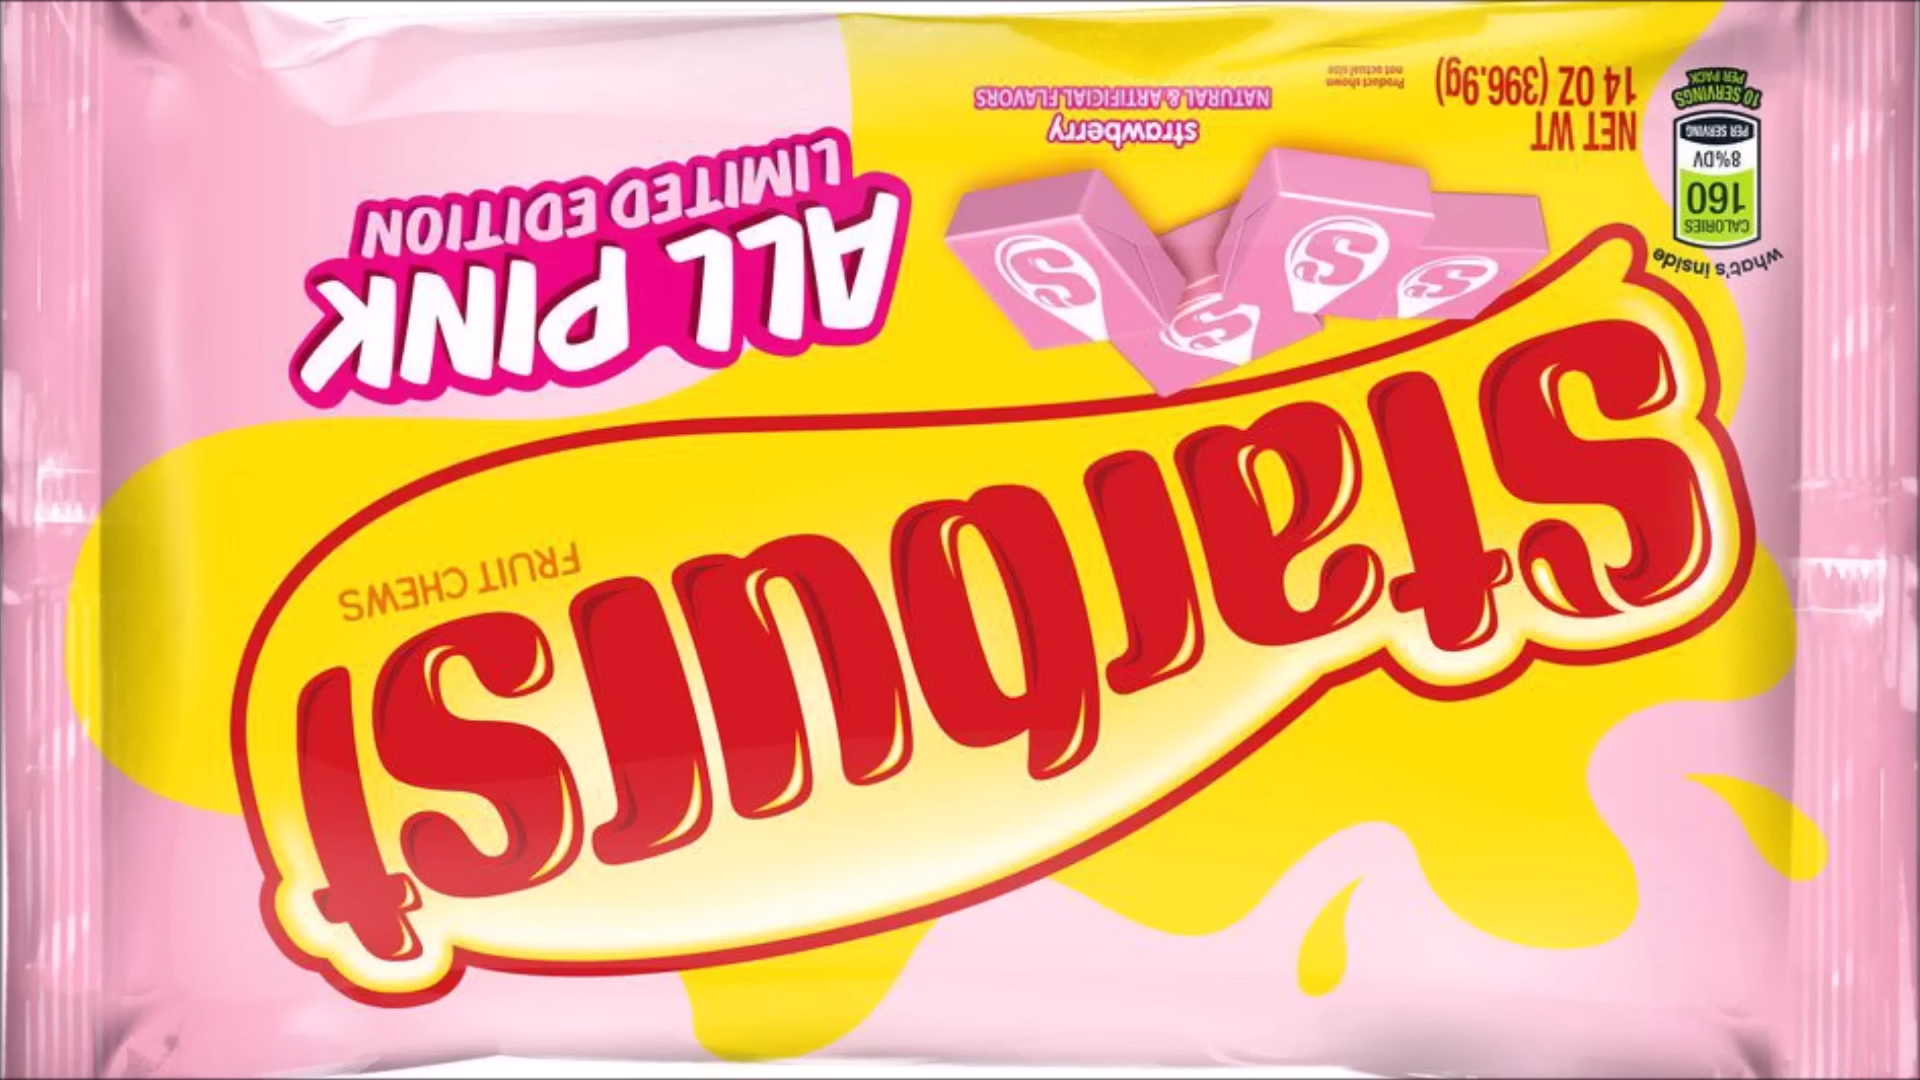 what's inside
CALORIES
160
8%DV
PER SERVING
10 SERVINGS
PER PACK
Starburst
FRUIT CHEWS
ALL PINK
LIMITED EDITION
S
S
S
S
strawberry
NATURAL & ARTIFICIAL FLAVORS
Product shown
not actual size
NET WT
14 OZ (396.9g)